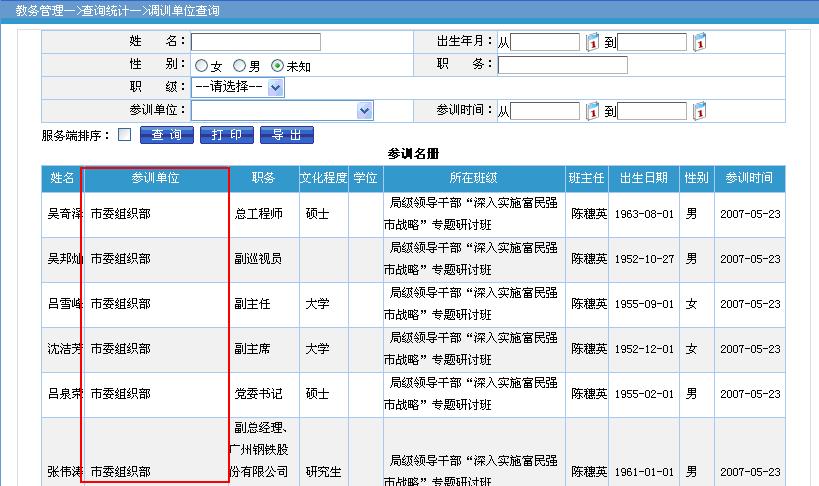 教务管理—>查询统计—>调训单位查询
姓 名： 出生年月：从 到
性 别： 女 男 未知 职 务：
职 级： --请选择--
参训单位： 参训时间：从 到
服务端排序： 查 询 打 印 导 出
参训名册
姓名 参训单位 职务 文化程度 学位 所在班级 班主任 出生日期 性别 参训时间
吴奇泽 市委组织部 总工程师 硕士 局级领导干部“深入实施富民强 陈穗英 1963-08-01 男 2007-05-23
市战略”专题研讨班
吴邦灿 市委组织部 副巡视员 局级领导干部“深入实施富民强 陈穗英 1952-10-27 男 2007-05-23
市战略”专题研讨班
吕雪峰 市委组织部 副主任 大学 局级领导干部“深入实施富民强 陈穗英 1955-09-01 女 2007-05-23
市战略”专题研讨班
沈洁芳 市委组织部 副主席 大学 局级领导干部“深入实施富民强 陈穗英 1952-12-01 女 2007-05-23
市战略”专题研讨班
吕泉荣 市委组织部 党委书记 硕士 局级领导干部“深入实施富民强 陈穗英 1955-02-01 男 2007-05-23
市战略”专题研讨班
副总经理、
广州钢铁股
张伟涛 市委组织部 份有限公司 研究生 局级领导干部“深入实施富民强 陈穗英 1961-01-01 男 2007-05-23
市战略”专题研讨班